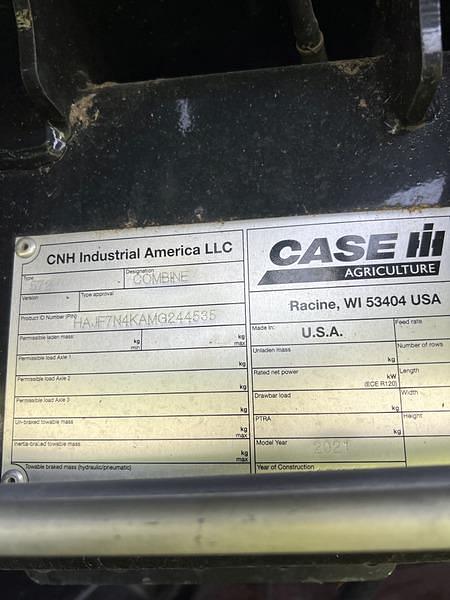 CNH Industrial America LLC
Type
Designation
COMBINE
Version
Type approval
Product ID Number (PIN)
HAJF7N4KAMG244535
Permissible laden mass:
kg
min
kg
max
Permissible load Axle 1
kg
Permissible load Axle 2
kg
Permissible load Axle 3
kg
Un-braked towable mass
kg
max
Inertia-braked towable mass
kg
max
Towable braked mass (hydraulic/pneumatic)
CASE IH
AGRICULTURE
Racine, WI 53404 USA
Made in:
U.S.A.
Feed rate
Unladen mass
kg
Number of rows
Rated net power
kW
(ECE R120)
Length
Drawbar load
kg
Width
PTRA
kg
Height
Model Year
2021
Year of Construction